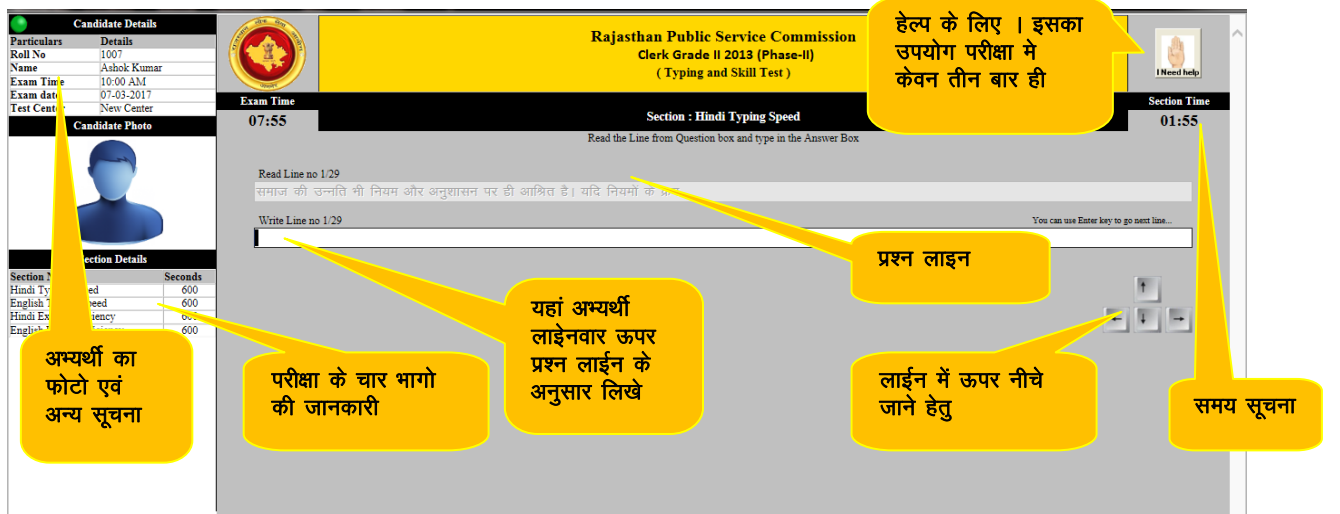 Candidate Details
Particulars Details
Roll No 1007
Name Ashok Kumar
Exam Time 10:00 AM
Exam date 07-03-2017
Test Center New Center
Candidate Photo
Section Details
Seconds
Hindi 600
English 600
Hindi 600
English 600
Rajasthan Public Service Commission
Clerk Grade II 2013 (Phase-II)
( Typing and Skill Test )
I Need help
Exam Time
07:55
Section : Hindi Typing Speed
Section Time
01:55
Read the Line from Question box and type in the Answer Box
Read Line no 1/29
समाज की उन्नति भी नियम और अनुशासन पर ही आश्रित है। यदि नियमों के
Write Line no 1/29
You can use Enter key to go next line...
हेल्प के लिए । इसका
उपयोग परीक्षा मे
केवन तीन बार ही
प्रश्न लाइन
यहां अभ्यर्थी
लाईेनवार ऊपर
प्रश्न लाईन के
अनुसार लिखे
अभ्यर्थी का
फोटो एवं
अन्य सूचना
परीक्षा के चार भागो
की जानकारी
लाईन में ऊपर नीचे
जाने हेतु
समय सूचना